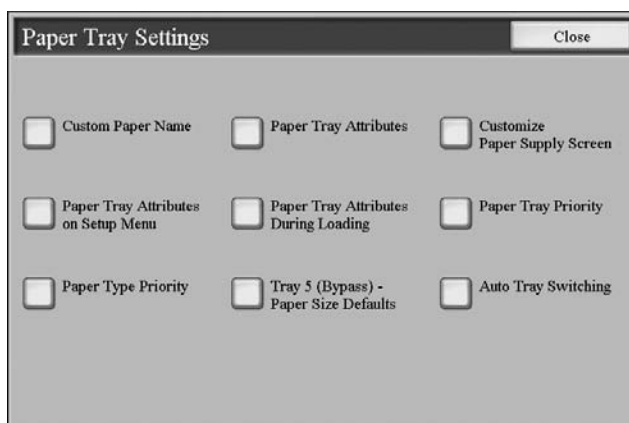 Paper Tray Settings
Close
Custom Paper Name
Paper Tray Attributes
Customize
Paper Supply Screen
Paper Tray Attributes
on Setup Menu
Paper Tray Attributes
During Loading
Paper Tray Priority
Paper Type Priority
Tray 5 (Bypass) -
Paper Size Defaults
Auto Tray Switching